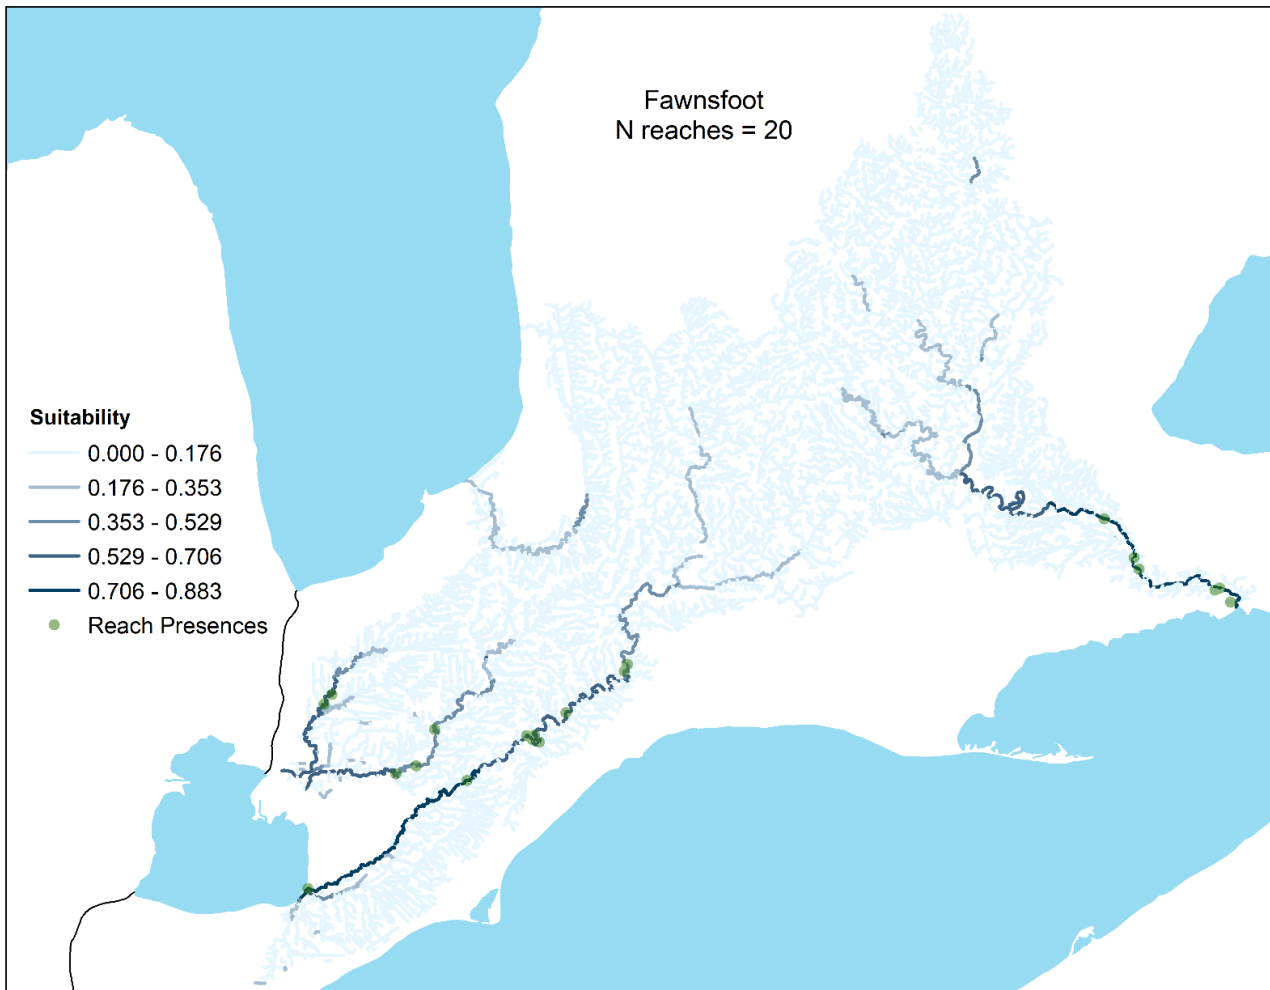 Fawnsfoot
N reaches = 20
Suitability
0.000 - 0.176
0.176 - 0.353
0.353 - 0.529
0.529 - 0.706
0.706 - 0.883
Reach Presences